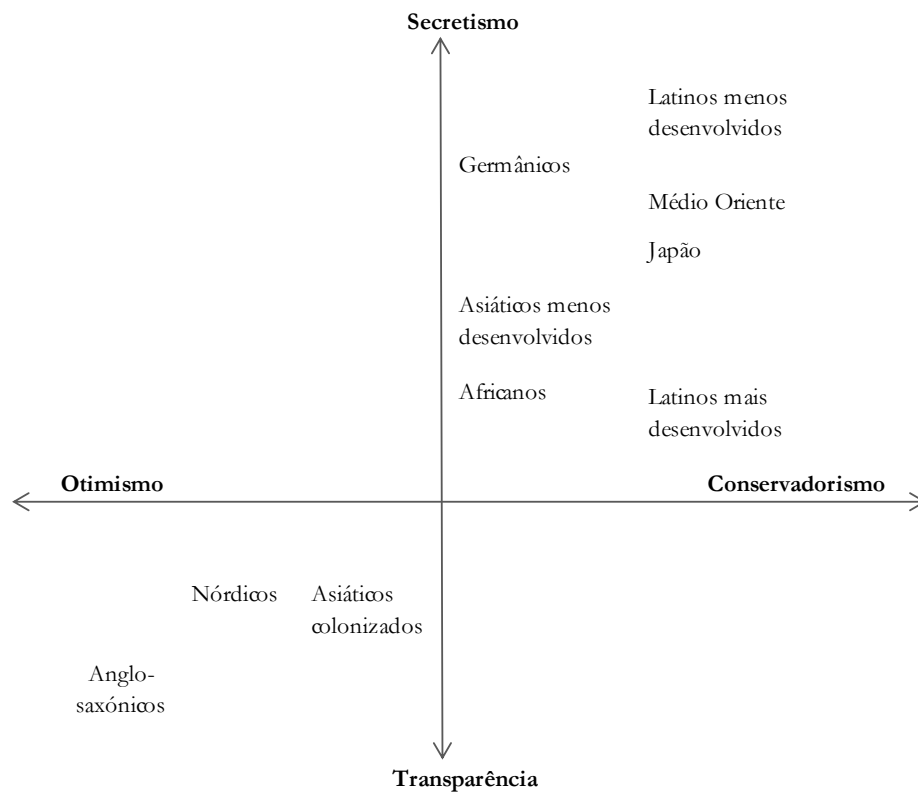 Secretismo
Latinos menos
desenvolvidos
Germânicos
Médio Oriente
Japão
Asiáticos menos
desenvolvidos
Africanos
Latinos mais
desenvolvidos
Otimismo
Conservadorismo
Nórdicos
Asiáticos
colonizados
Anglo-
saxónicos
Transparência